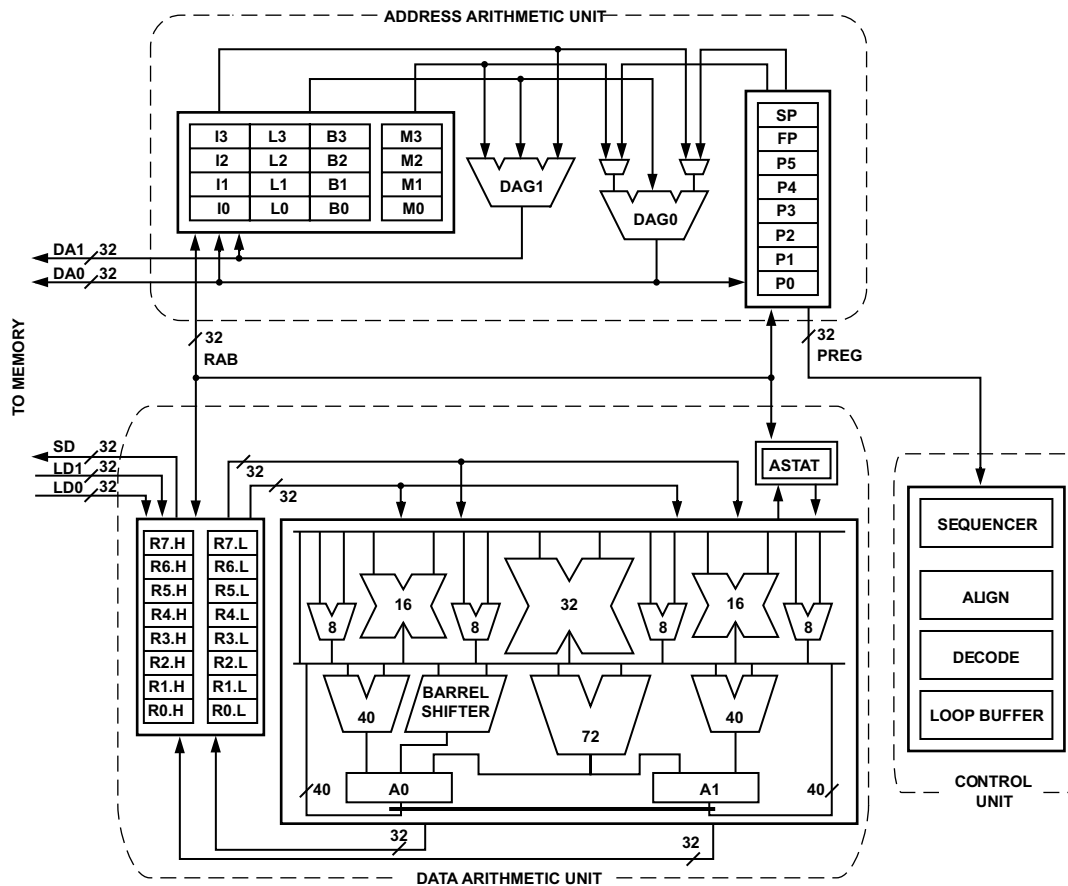 ADDRESS ARITHMETIC UNIT
SP
I3 L3 B3 M3 FP
I2 L2 B2 M2 DAG1 P5
I1 L1 B1 M1 P4
I0 L0 B0 M0 DAG0 P3
P2
DA1 32 P1
DA0 32 P0
TO MEMORY
32 32
RAB PREG
SD 32
LD1 32 32 ASTAT
LD0 32 32
R7.H R7.L SEQUENCER
R6.H R6.L
R5.H R5.L
R4.H R4.L 16 32 16 ALIGN
R3.H R3.L 8 8 8 8
R2.H R2.L DECODE
R1.H R1.L BARREL
R0.H R0.L 40 SHIFTER 72 40 LOOP BUFFER
40 A0 A1 40
CONTROL
UNIT
32
32
DATA ARITHMETIC UNIT